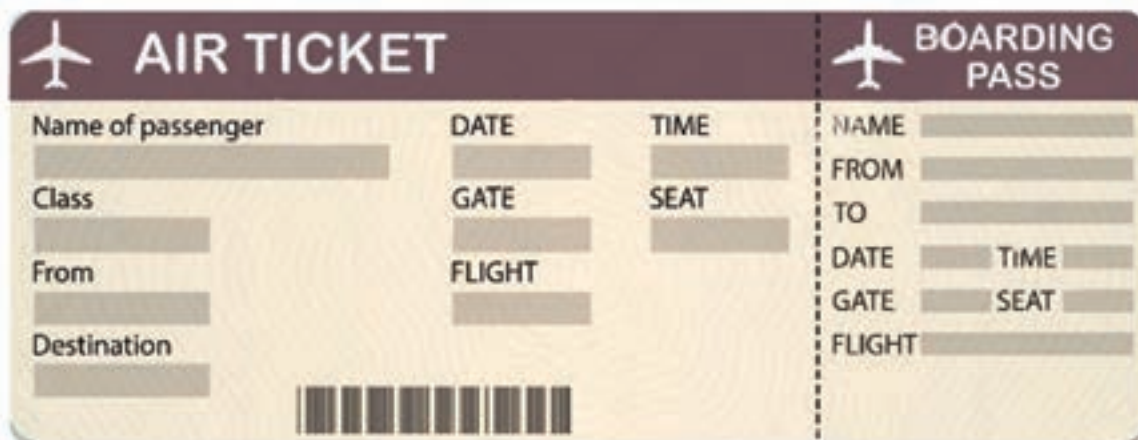 AIR TICKET
Name of passenger DATE TIME
Class GATE SEAT
From FLIGHT
Destination
BOARDING
PASS
NAME
FROM
TO
DATE TIME
GATE SEAT
FLIGHT